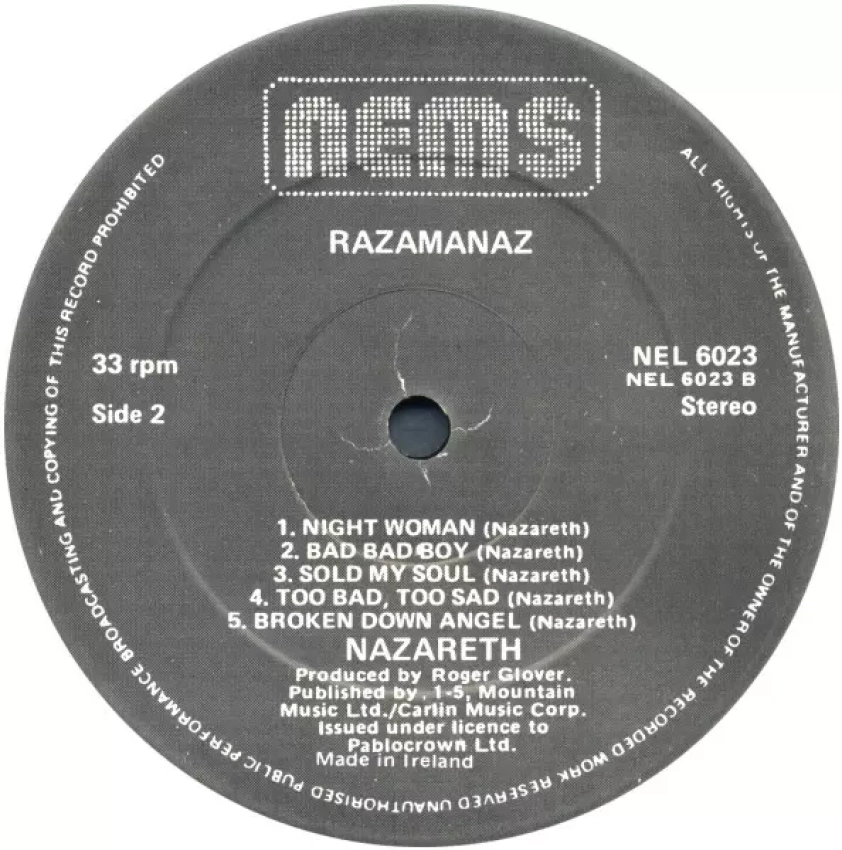 NEMS
RAZAMANAZ
33 rpm
Side 2
NEL 6023
NEL 6023 B
Stereo
1. NIGHT WOMAN (Nazareth)
2. BAD BAD BOY (Nazareth)
3. SOLD MY SOUL (Nazareth)
4. TOO BAD, TOO SAD (Nazareth)
5. BROKEN DOWN ANGEL (Nazareth)
NAZARETH
Produced by Roger Glover.
Published by 1-5, Mountain
Music Ltd./Carlin Music Corp.
Issued under licence to
Pablocrown Ltd.
Made in Ireland
ALL RIGHTS OF THE MANUFACTURER AND OF THE OWNER OF THE RECORDED WORK RESERVED UNAUTHORISED PUBLIC PERFORMANCE BROADCASTING AND COPYING OF THIS RECORD PROHIBITED